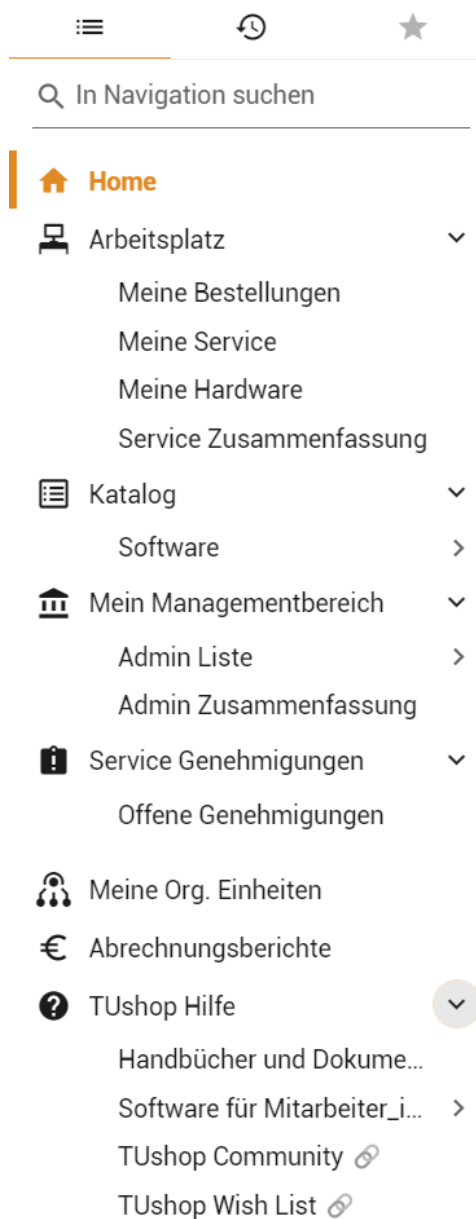 In Navigation suchen
Home
Arbeitsplatz
Meine Bestellungen
Meine Service
Meine Hardware
Service Zusammenfassung
Katalog
Software
Mein Managementbereich
Admin Liste
Admin Zusammenfassung
Service Genehmigungen
Offene Genehmigungen
Meine Org. Einheiten
€ Abrechnungsberichte
TUshop Hilfe
Handbücher und Dokume...
Software für Mitarbeiter_i...
TUshop Community
TUshop Wish List